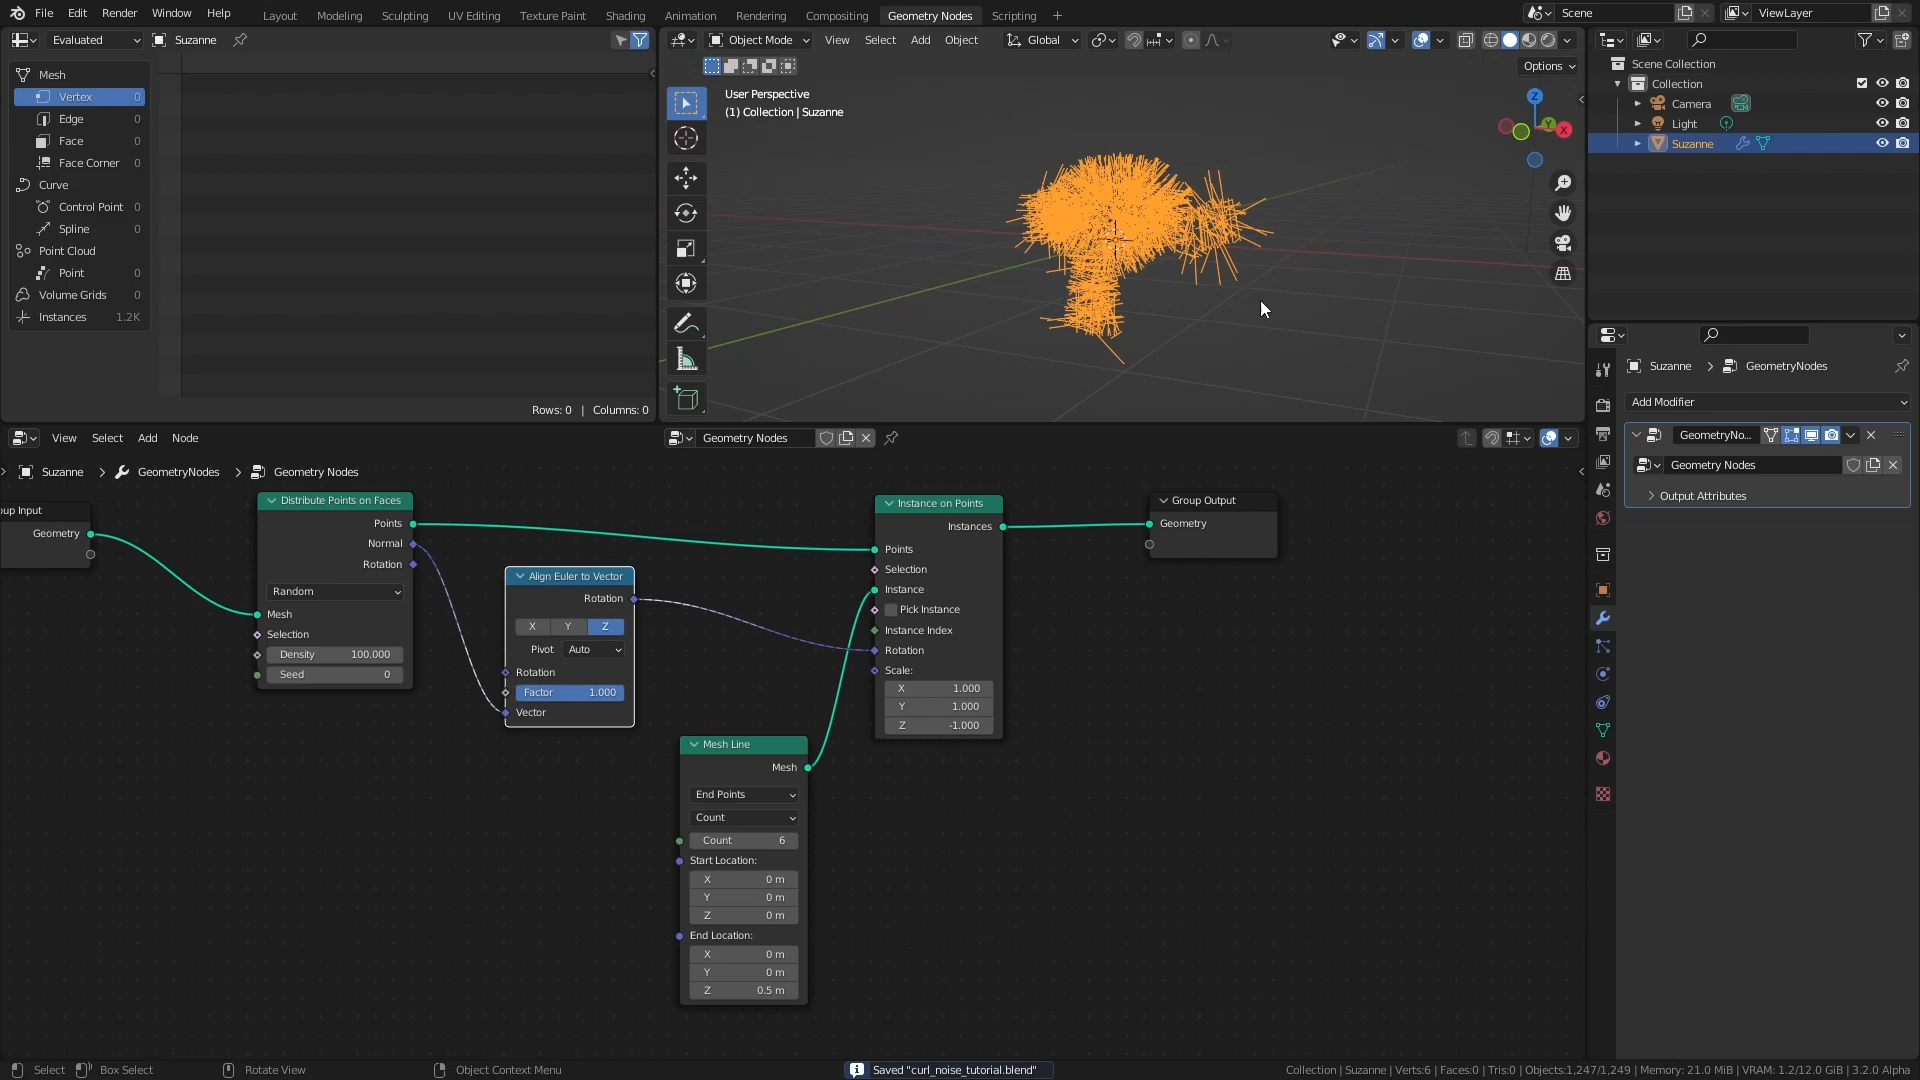 File Edit Render Window Help
Layout Modeling Sculpting UV Editing Texture Paint Shading Animation Rendering Compositing Geometry Nodes Scripting +
Scene
ViewLayer
Evaluated
Suzanne
Mesh
Vertex 0
Edge 0
Face 0
Face Corner 0
Curve
Control Point 0
Spline 0
Point Cloud
Point 0
Volume Grids 0
Instances 1.2K
Rows: 0 | Columns: 0
Object Mode View Select Add Object Global
Options
User Perspective
(1) Collection | Suzanne
Z
Y
X
Scene Collection
Collection
Camera
Light
Suzanne
Suzanne > GeometryNodes
Add Modifier
GeometryNo...
Geometry Nodes
Output Attributes
View Select Add Node
Geometry Nodes
Suzanne > GeometryNodes > Geometry Nodes
oup Input
Geometry
Distribute Points on Faces
Points
Normal
Rotation
Random
Mesh
Selection
Density 100.000
Seed 0
Align Euler to Vector
Rotation
X Y Z
Pivot Auto
Rotation
Factor 1.000
Vector
Mesh Line
Mesh
End Points
Count
Count 6
Start Location:
X 0 m
Y 0 m
Z 0 m
End Location:
X 0 m
Y 0 m
Z 0.5 m
Instance on Points
Instances
Points
Selection
Instance
Pick Instance
Instance Index
Rotation
Scale:
X 1.000
Y 1.000
Z -1.000
Group Output
Geometry
Select Box Select Rotate View Object Context Menu
Saved "curl_noise_tutorial.blend"
Collection | Suzanne | Verts:6 | Faces:0 | Tris:0 | Objects:1,247/1,249 | Memory: 21.0 MiB | VRAM: 1.2/12.0 GiB | 3.2.0 Alpha